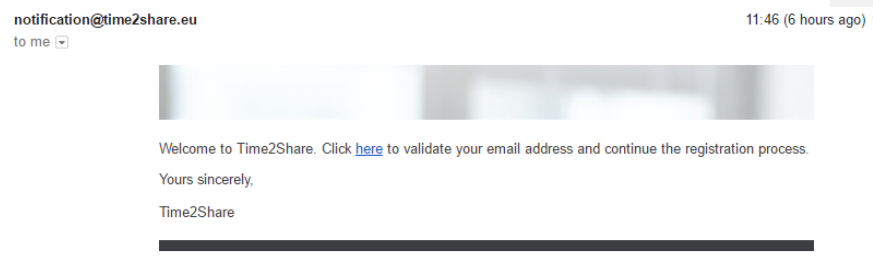 notification@time2share.eu 11:46 (6 hours ago)
to me
Welcome to Time2Share. Click here to validate your email address and continue the registration process.
Yours sincerely,
Time2Share